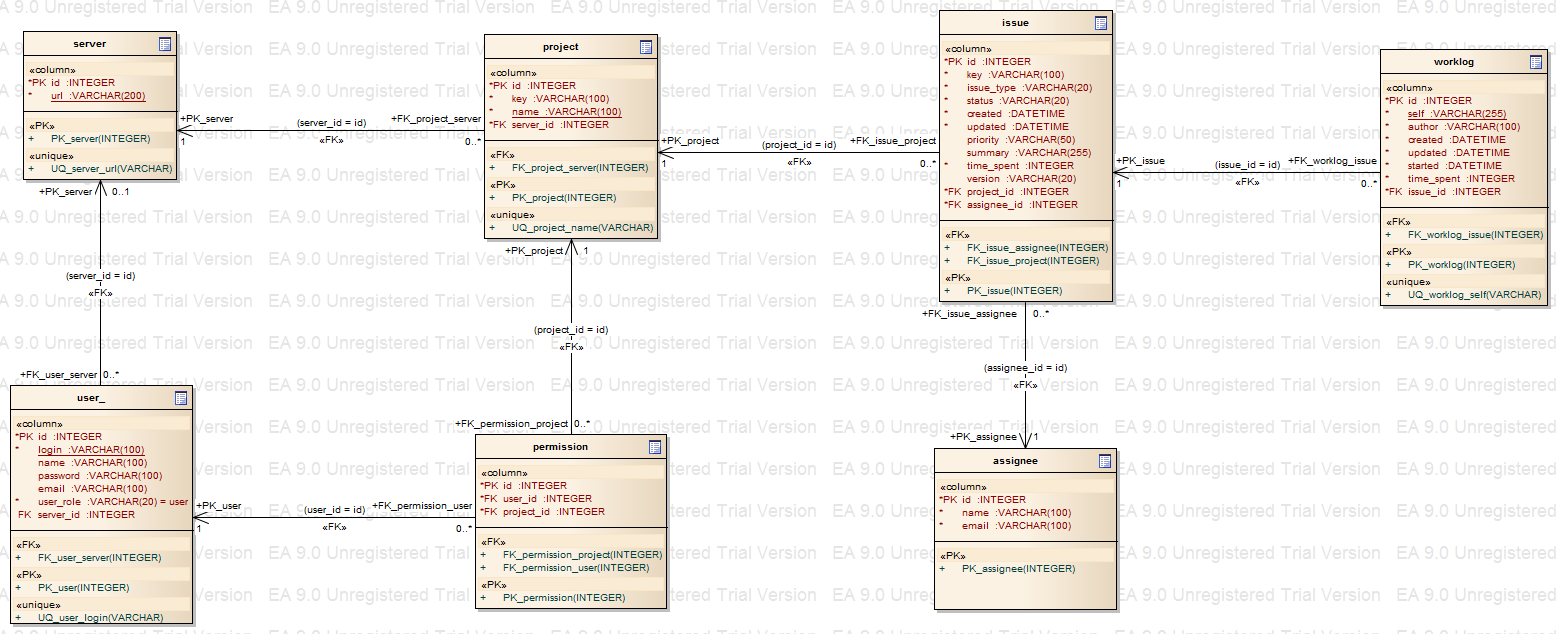 EA 9.0 Unregistered Trial Version
server
«column»
*PK id :INTEGER
* url :VARCHAR(200)
«PK»
+ PK_server(INTEGER)
«unique»
+ UQ_server_url(VARCHAR)
+PK_server
1
(server_id = id)
«FK»
+FK_project_server
0..*
project
«column»
*PK id :INTEGER
* key :VARCHAR(100)
* name :VARCHAR(100)
*FK server_id :INTEGER
«FK»
+ FK_project_server(INTEGER)
«PK»
+ PK_project(INTEGER)
«unique»
+ UQ_project_name(VARCHAR)
+PK_project
1
(project_id = id)
«FK»
+FK_issue_project
0..*
issue
«column»
*PK id :INTEGER
* key :VARCHAR(100)
* issue_type :VARCHAR(20)
* status :VARCHAR(20)
* created :DATETIME
* updated :DATETIME
priority :VARCHAR(50)
summary :VARCHAR(255)
* time_spent :INTEGER
version :VARCHAR(20)
*FK project_id :INTEGER
*FK assignee_id :INTEGER
«FK»
+ FK_issue_assignee(INTEGER)
+ FK_issue_project(INTEGER)
«PK»
+ PK_issue(INTEGER)
+PK_issue
1
(issue_id = id)
«FK»
+FK_worklog_issue
0..*
worklog
«column»
*PK id :INTEGER
* self :VARCHAR(255)
* author :VARCHAR(100)
* created :DATETIME
* updated :DATETIME
* started :DATETIME
* time_spent :INTEGER
*FK issue_id :INTEGER
«FK»
+ FK_worklog_issue(INTEGER)
«PK»
+ PK_worklog(INTEGER)
«unique»
+ UQ_worklog_self(VARCHAR)
+PK_server
0..1
(server_id = id)
«FK»
+FK_user_server
0..*
+PK_project
1
(project_id = id)
«FK»
+FK_permission_project
0..*
+FK_issue_assignee
0..*
(assignee_id = id)
«FK»
+PK_assignee
1
user_
«column»
*PK id :INTEGER
* login :VARCHAR(100)
name :VARCHAR(100)
password :VARCHAR(100)
email :VARCHAR(100)
* user_role :VARCHAR(20) = user
FK server_id :INTEGER
«FK»
+ FK_user_server(INTEGER)
«PK»
+ PK_user(INTEGER)
«unique»
+ UQ_user_login(VARCHAR)
+PK_user
1
(user_id = id)
«FK»
+FK_permission_user
0..*
permission
«column»
*PK id :INTEGER
*FK user_id :INTEGER
*FK project_id :INTEGER
«FK»
+ FK_permission_project(INTEGER)
+ FK_permission_user(INTEGER)
«PK»
+ PK_permission(INTEGER)
assignee
«column»
*PK id :INTEGER
* name :VARCHAR(100)
* email :VARCHAR(100)
«PK»
+ PK_assignee(INTEGER)